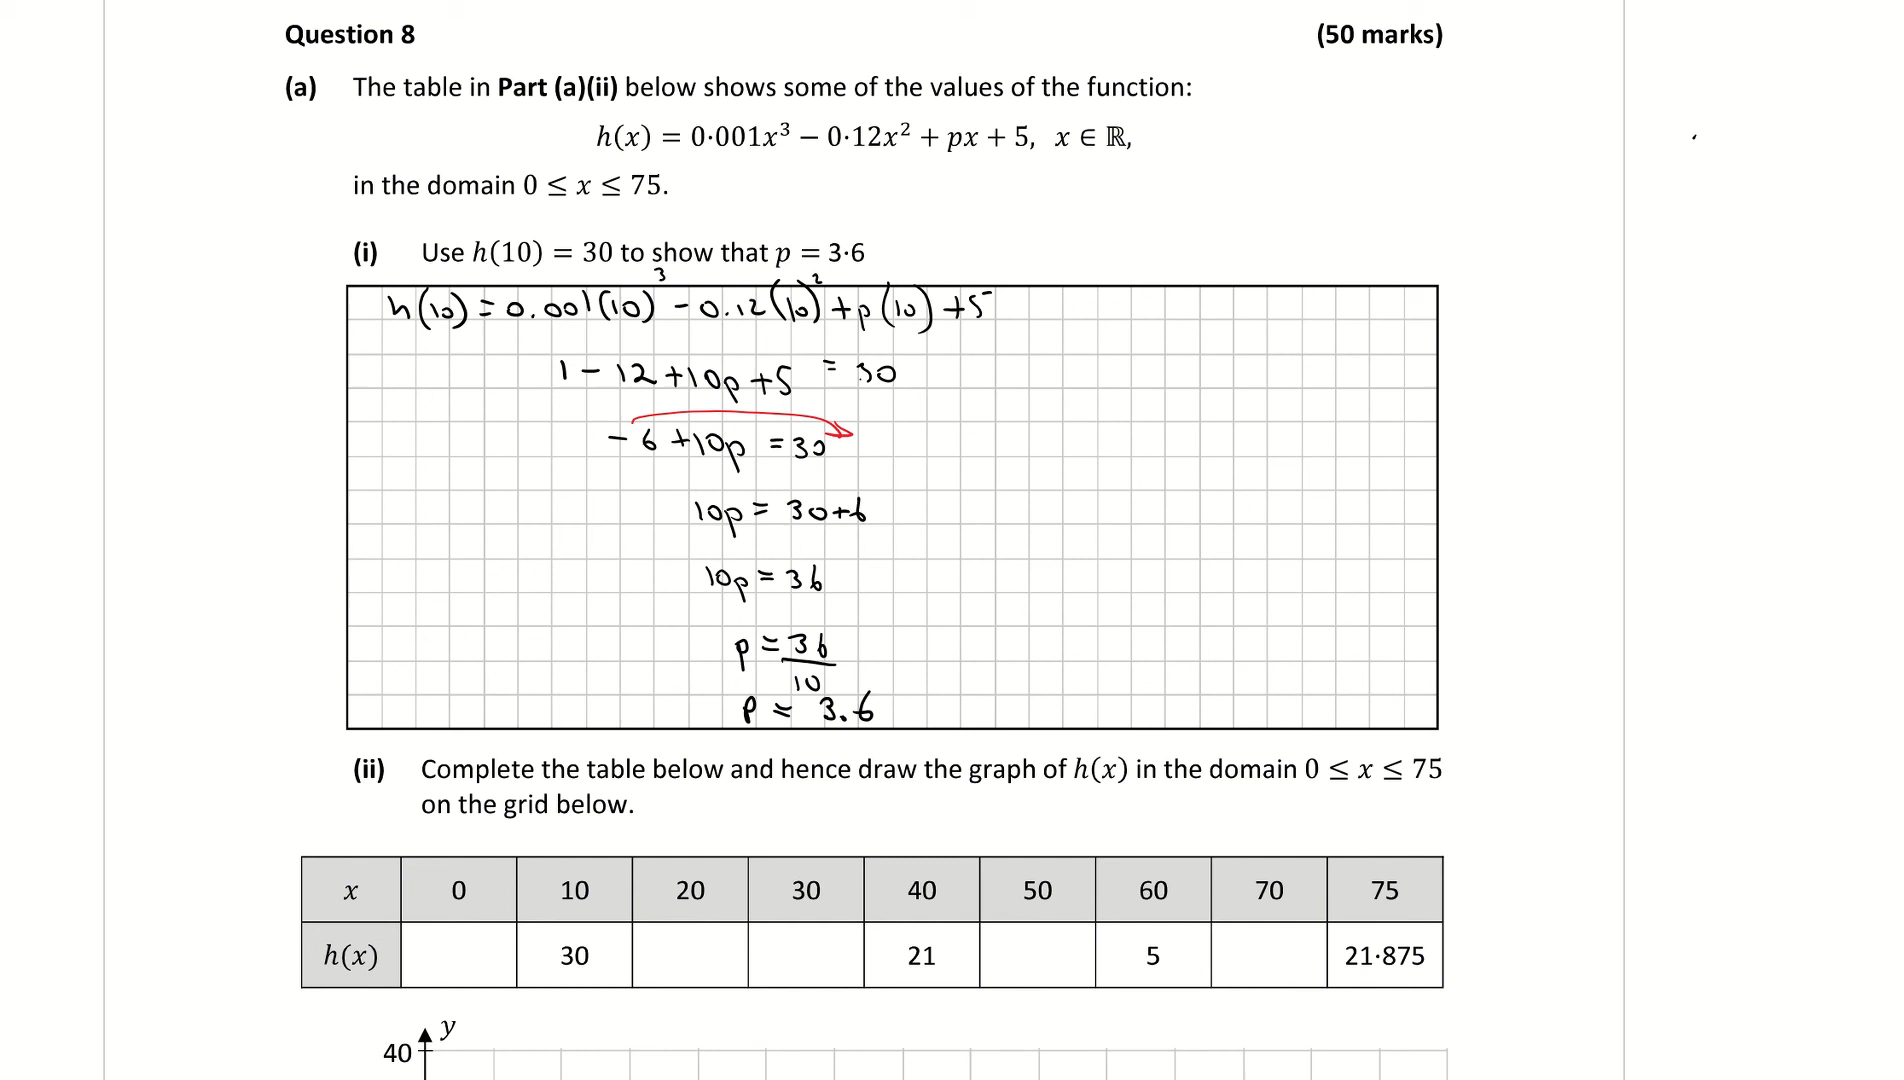 Question 8 (50 marks)
(a) The table in Part (a)(ii) below shows some of the values of the function:
h(x) = 0·001x³ − 0·12x² + px + 5, x ∈ ℝ,
in the domain 0 ≤ x ≤ 75.
(i) Use h(10) = 30 to show that p = 3·6
h(10) = 0.001(10)³ - 0.12(10)² + p(10) + 5
1 - 12 + 10p + 5 = 30
- 6 + 10p = 30
10p = 30+6
10p = 36
p = 36/10
p = 3.6
(ii) Complete the table below and hence draw the graph of h(x) in the domain 0 ≤ x ≤ 75
on the grid below.
x 0 10 20 30 40 50 60 70 75
h(x) 30 21 5 21·875
y
40